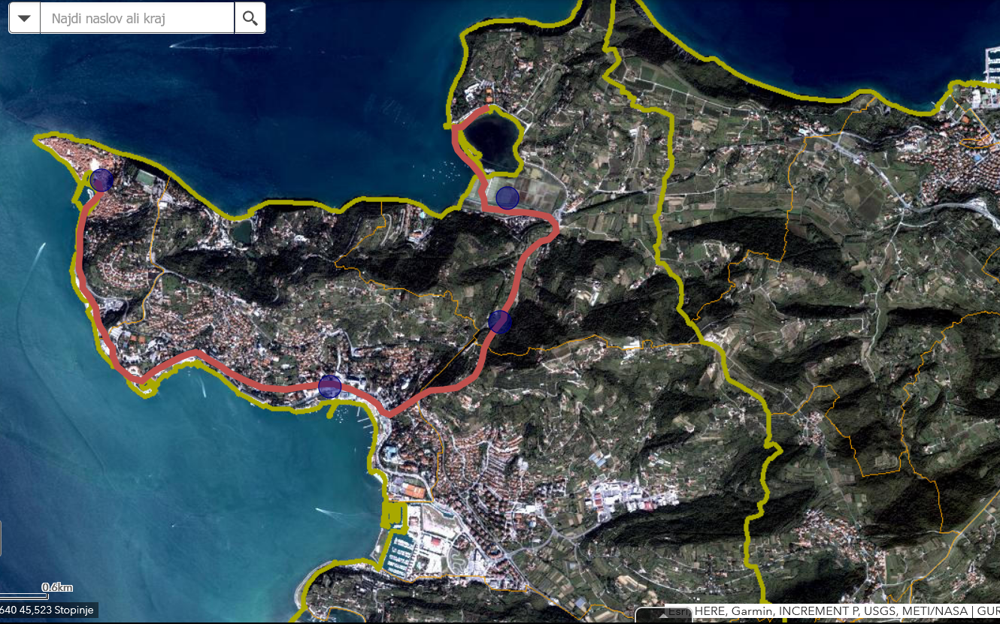 Najdi naslov ali kraj
0.6km
640 45,523 Stopinje
Esri, HERE, Garmin, INCREMENT P, USGS, METI/NASA | GUR